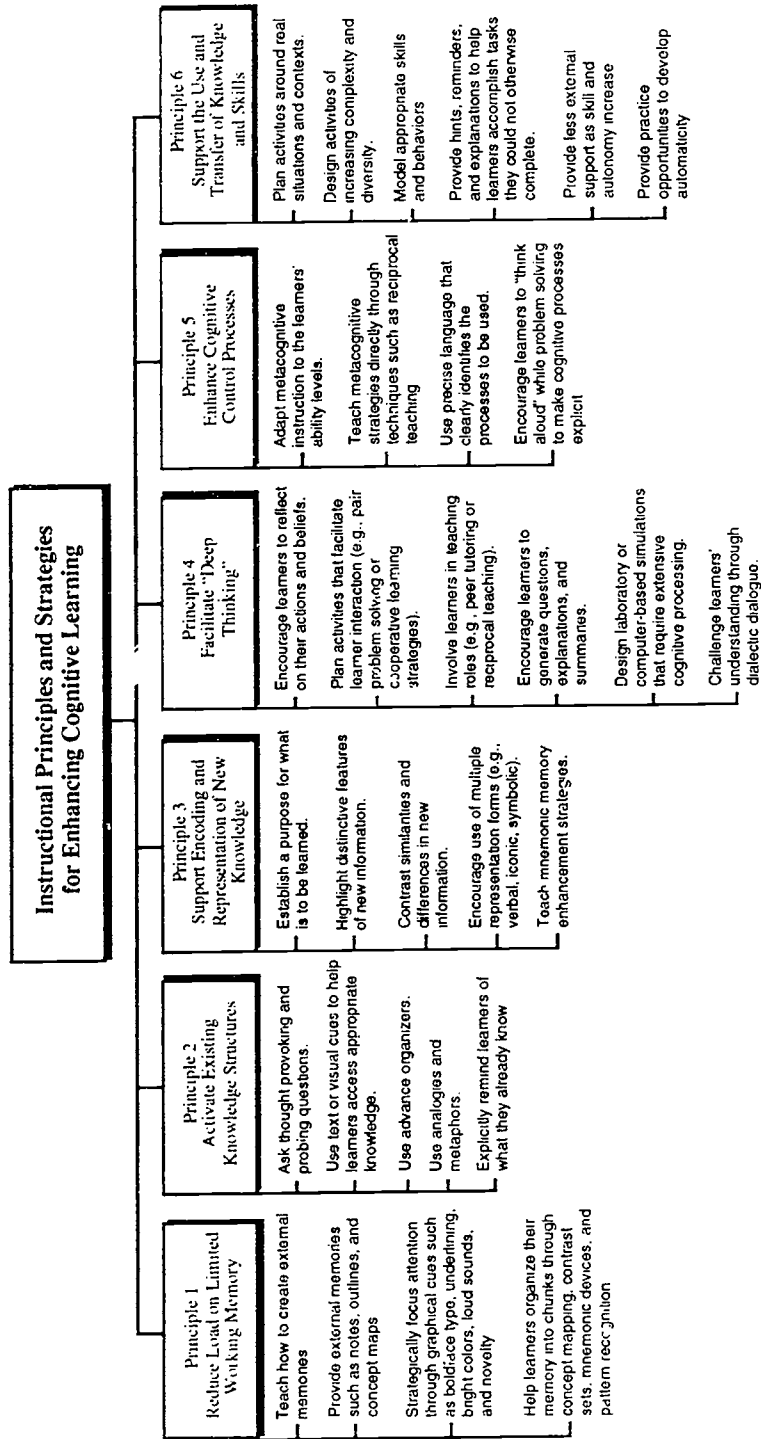 Instructional Principles and Strategies
for Enhancing Cognitive Learning
Principle 1
Reduce Load on Limited
Working Memory
Teach how to create external
memories
Provide external memories
such as notes, outlines, and
concept maps
Strategically focus attention
through graphical cues such
as boldface type, underlining,
bright colors, loud sounds,
and novelty
Help learners organize their
memory into chunks through
concept mapping, contrast
sets, mnemonic devices, and
pattern recognition
Principle 2
Activate Existing
Knowledge Structures
Ask thought provoking and
probing questions.
Use text or visual cues to help
learners access appropriate
knowledge.
Use advance organizers.
Use analogies and
metaphors.
Explicitly remind learners of
what they already know
Principle 3
Support Encoding and
Representation of New
Knowledge
Establish a purpose for what
is to be learned.
Highlight distinctive features
of new information.
Contrast similarities and
differences in new
information.
Encourage use of multiple
representation forms (e.g.,
verbal, iconic, symbolic).
Teach mnemonic memory
enhancement strategies.
Principle 4
Facilitate "Deep
Thinking"
Encourage learners to reflect
on their actions and beliefs.
Plan activities that facilitate
learner interaction (e.g., pair
problem solving or
cooperative learning
strategies).
Involve learners in teaching
roles (e.g. peer tutoring or
reciprocal teaching).
Encourage learners to
generate questions,
explanations, and
summaries.
Design laboratory or
computer-based simulations
that require extensive
cognitive processing.
Challenge learners'
understanding through
dialectic dialogue.
Principle 5
Enhance Cognitive
Control Processes
Adapt metacognitive
instruction to the learners'
ability levels.
Teach metacognitive
strategies directly through
techniques such as reciprocal
teaching
Use precise language that
clearly identifies the
processes to be used.
Encourage learners to "think
aloud" while problem solving
to make cognitive processes
explicit
Principle 6
Support the Use and
Transfer of Knowledge
and Skills
Plan activities around real
situations and contexts.
Design activities of
increasing complexity and
diversity.
Model appropriate skills
and behaviors
Provide hints, reminders,
and explanations to help
learners accomplish tasks
they could not otherwise
complete.
Provide less external
support as skill and
autonomy increase
Provide practice
opportunities to develop
automaticity